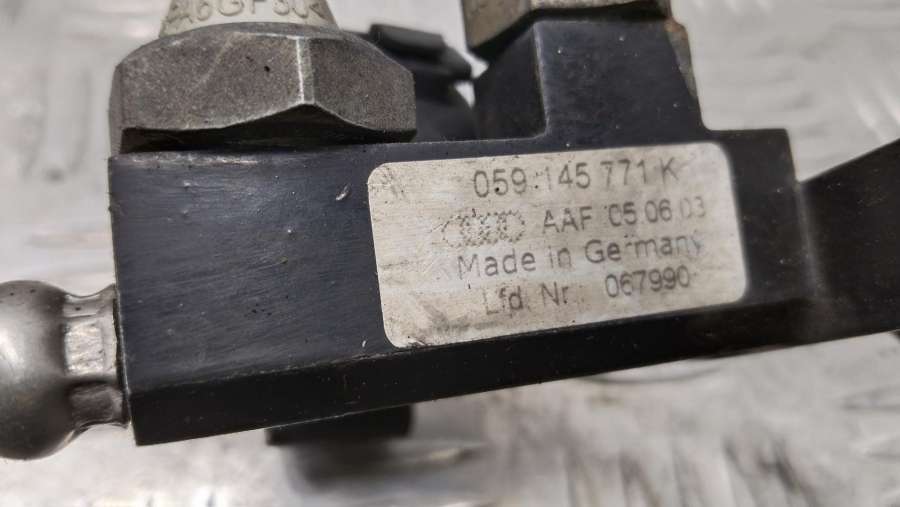 059 145 771 K
AAF 05 06 03
Made in Germany
Lfd. Nr. 067990